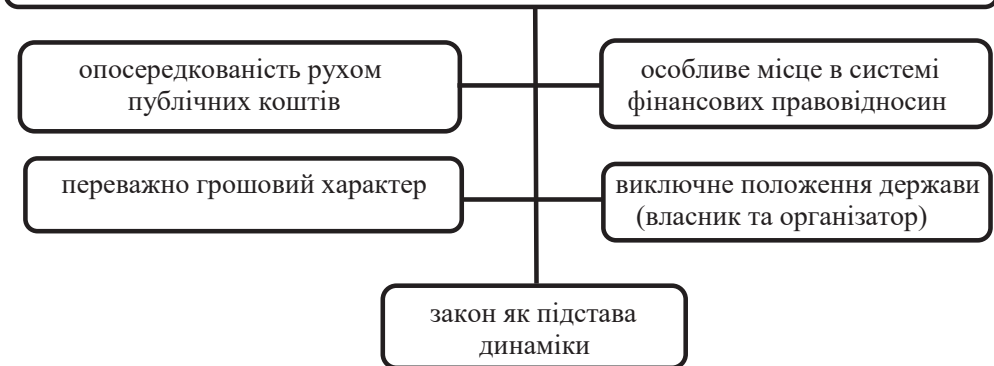 опосередкованість рухом
публічних коштів
особливе місце в системі
фінансових правовідносин
переважно грошовий характер
виключне положення держави
(власник та організатор)
закон як підстава
динаміки